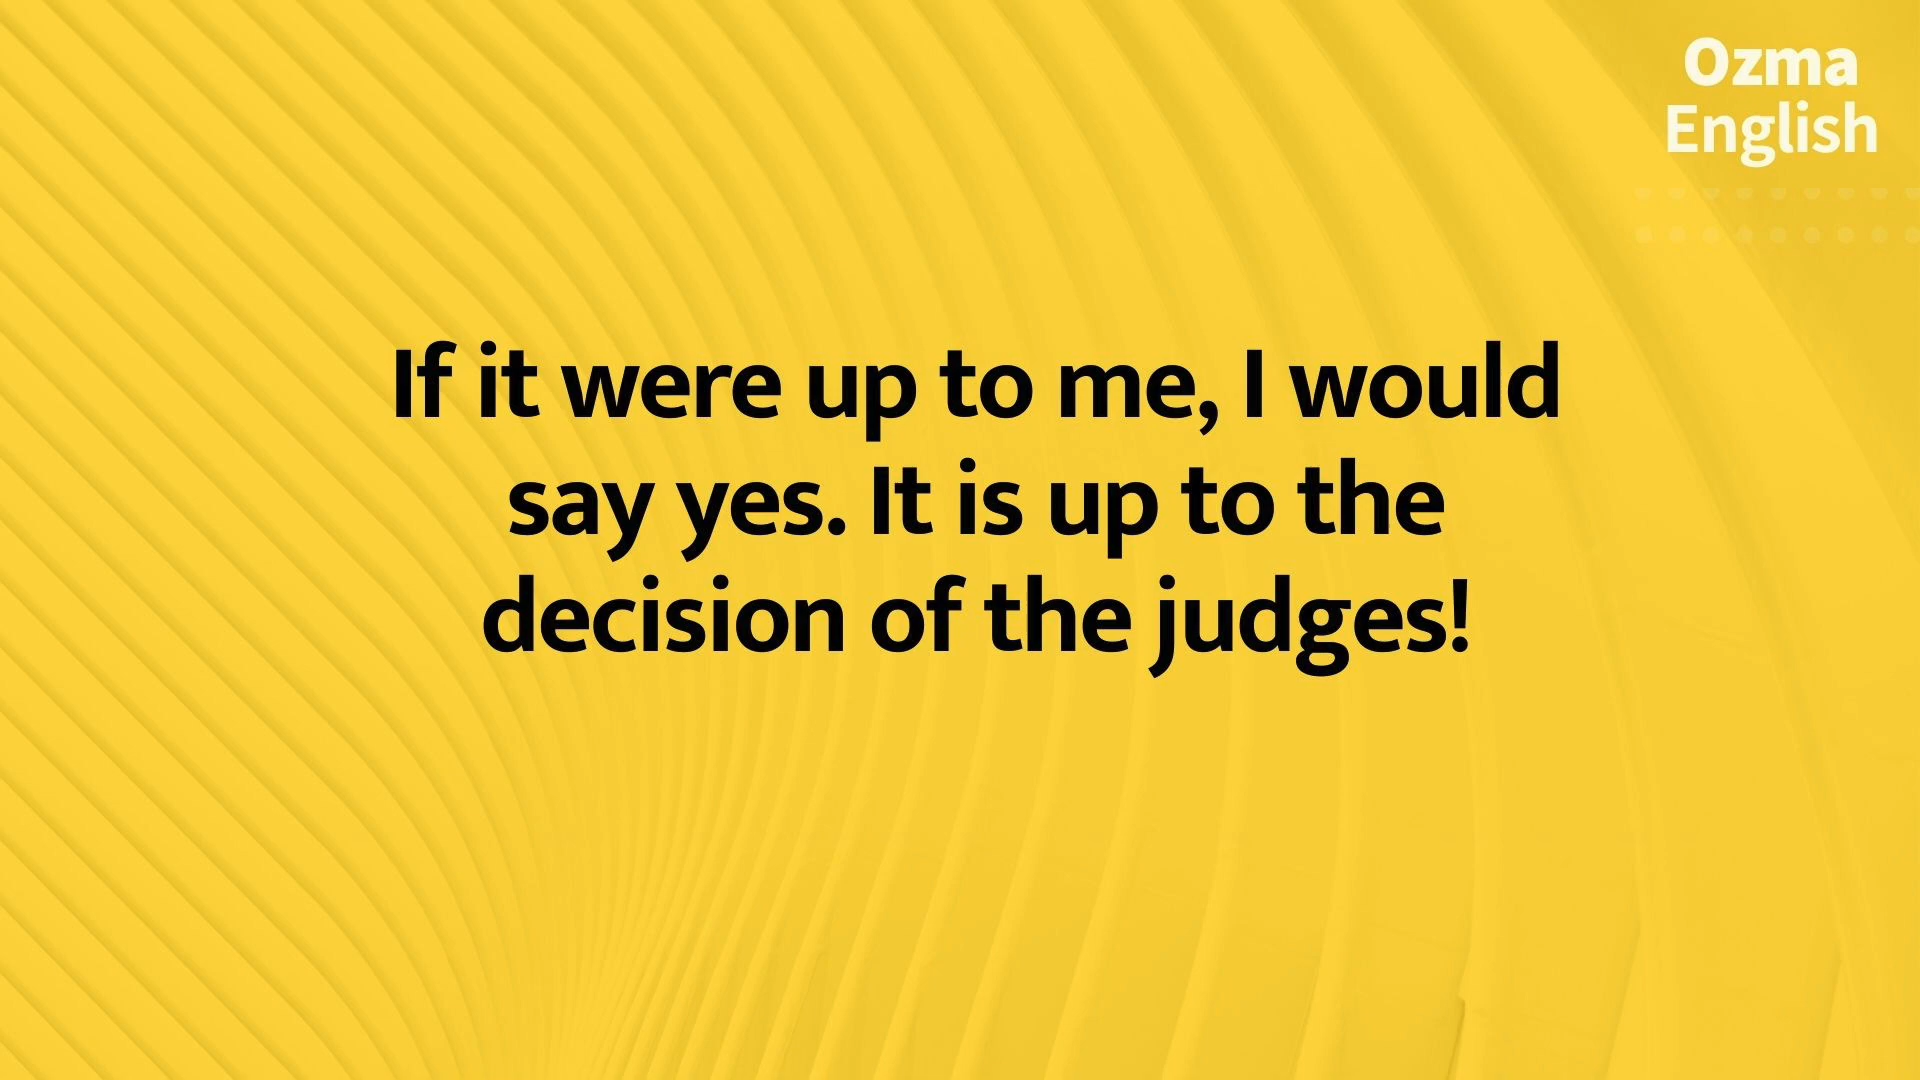 Ozma
English
If it were up to me, I would
say yes. It is up to the
decision of the judges!